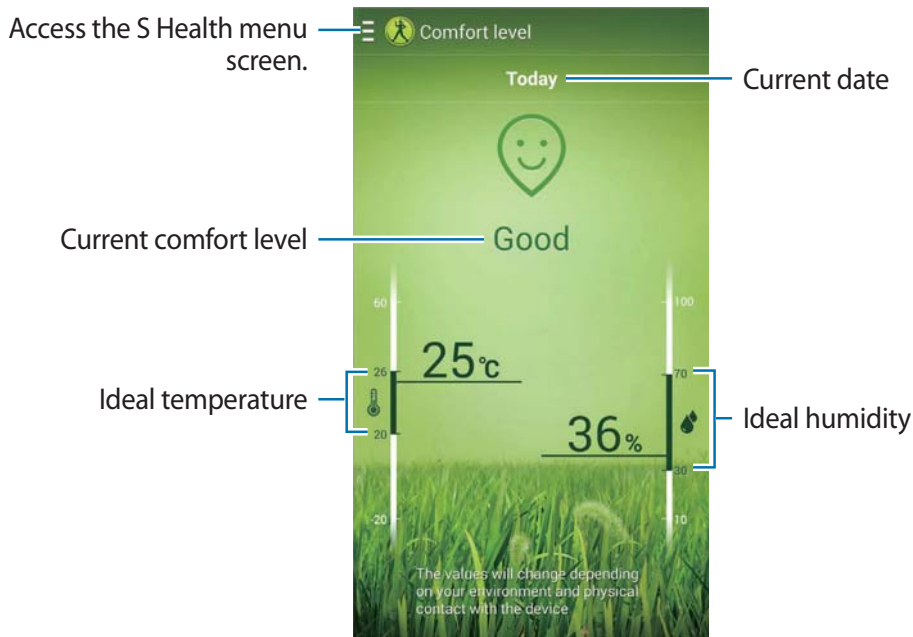 Access the S Health menu
screen.
Comfort level
Today
Current date
Current comfort level
Good
60
100
25°c
26
70
Ideal temperature
Ideal humidity
20
36%
30
-20
10
The values will change depending
on your environment and physical
contact with the device